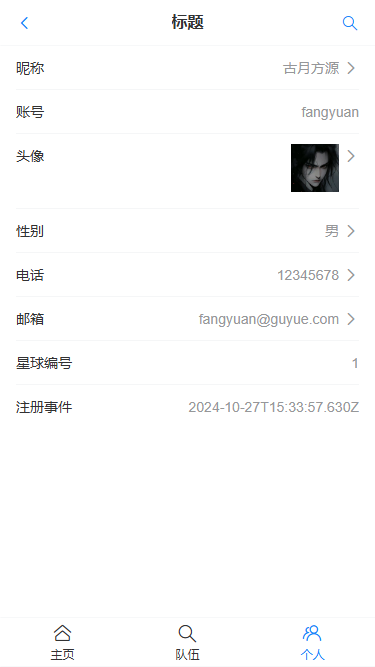 标题
昵称 古月方源
账号 fangyuan
头像
性别 男
电话 12345678
邮箱 fangyuan@guyue.com
星球编号 1
注册事件 2024-10-27T15:33:57.630Z
主页 队伍 个人